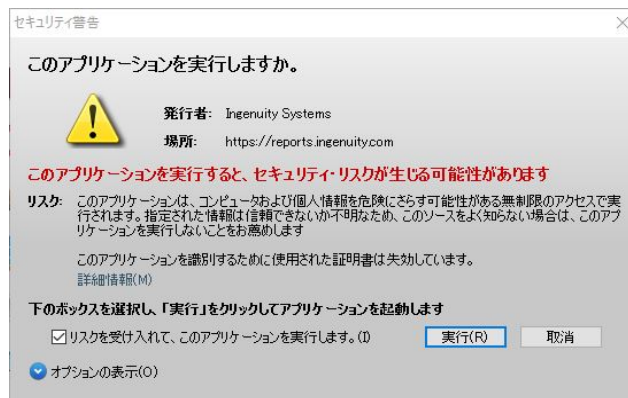 セキュリティ警告
このアプリケーションを実行しますか。
発行者: Ingenuity Systems
場所: https://reports.ingenuity.com
このアプリケーションを実行すると、セキュリティ・リスクが生じる可能性があります
リスク: このアプリケーションは、コンピュータおよび個人情報を危険にさらす可能性がある無制限のアクセスで実
行されます。指定された情報は信頼できないか不明なため、このソースをよく知らない場合は、このアプ
リケーションを実行しないことをお薦めします
このアプリケーションを識別するために使用された証明書は失効しています。
詳細情報(M)
下のボックスを選択し、「実行」をクリックしてアプリケーションを起動します
リスクを受け入れて、このアプリケーションを実行します。(I) 実行(R) 取消
オプションの表示(O)